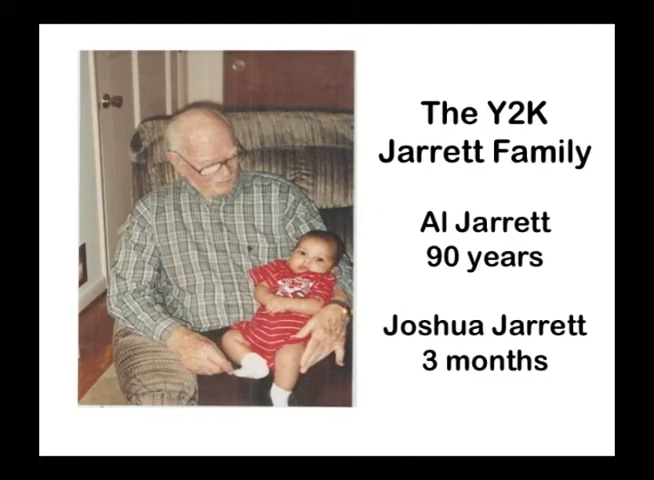 The Y2K
Jarrett Family
Al Jarrett
90 years
Joshua Jarrett
3 months